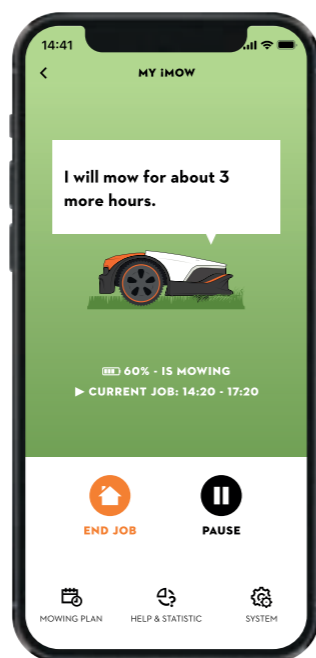 14:41
MY iMOW
I will mow for about 3
more hours.
60% - IS MOWING
CURRENT JOB: 14:20 - 17:20
END JOB
PAUSE
MOWING PLAN
HELP & STATISTIC
SYSTEM